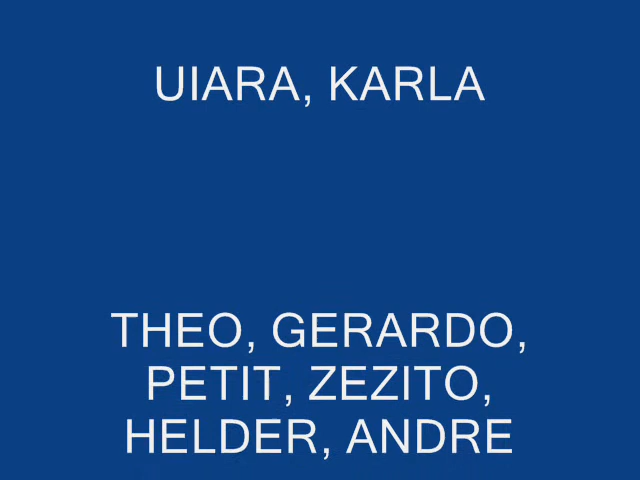 UIARA, KARLA
THEO, GERARDO,
PETIT, ZEZITO,
HELDER, ANDRE